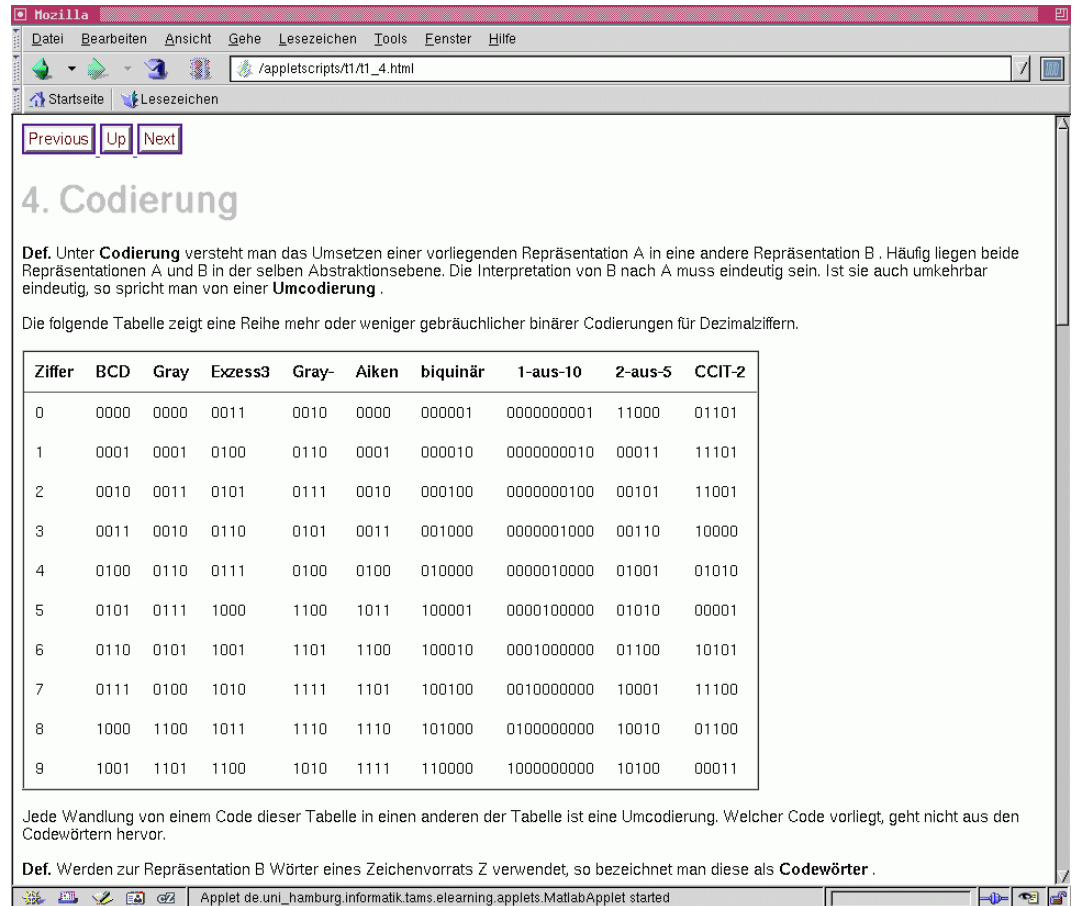 Mozilla
Datei Bearbeiten Ansicht Gehe Lesezeichen Tools Fenster Hilfe
/appletscripts/t1/t1_4.html
Startseite Lesezeichen
Previous Up Next
4. Codierung
Def. Unter Codierung versteht man das Umsetzen einer vorliegenden Repräsentation A in eine andere Repräsentation B . Häufig liegen beide
Repräsentationen A und B in der selben Abstraktionsebene. Die Interpretation von B nach A muss eindeutig sein. Ist sie auch umkehrbar
eindeutig, so spricht man von einer Umcodierung .
Die folgende Tabelle zeigt eine Reihe mehr oder weniger gebräuchlicher binärer Codierungen für Dezimalziffern.
Ziffer BCD Gray Exzess3 Gray- Aiken biquinär 1-aus-10 2-aus-5 CCIT-2
0 0000 0000 0011 0010 0000 000001 0000000001 11000 01101
1 0001 0001 0100 0110 0001 000010 0000000010 00011 11101
2 0010 0011 0101 0111 0010 000100 0000000100 00101 11001
3 0011 0010 0110 0101 0011 001000 0000001000 00110 10000
4 0100 0110 0111 0100 0100 010000 0000010000 01001 01010
5 0101 0111 1000 1100 1011 100001 0000100000 01010 00001
6 0110 0101 1001 1101 1100 100010 0001000000 01100 10101
7 0111 0100 1010 1111 1101 100100 0010000000 10001 11100
8 1000 1100 1011 1110 1110 101000 0100000000 10010 01100
9 1001 1101 1100 1010 1111 110000 1000000000 10100 00011
Jede Wandlung von einem Code dieser Tabelle in einen anderen der Tabelle ist eine Umcodierung. Welcher Code vorliegt, geht nicht aus den
Codewörtern hervor.
Def. Werden zur Repräsentation B Wörter eines Zeichenvorrats Z verwendet, so bezeichnet man diese als Codewörter .
Applet de.uni_hamburg.informatik.tams.elearning.applets.MatlabApplet started